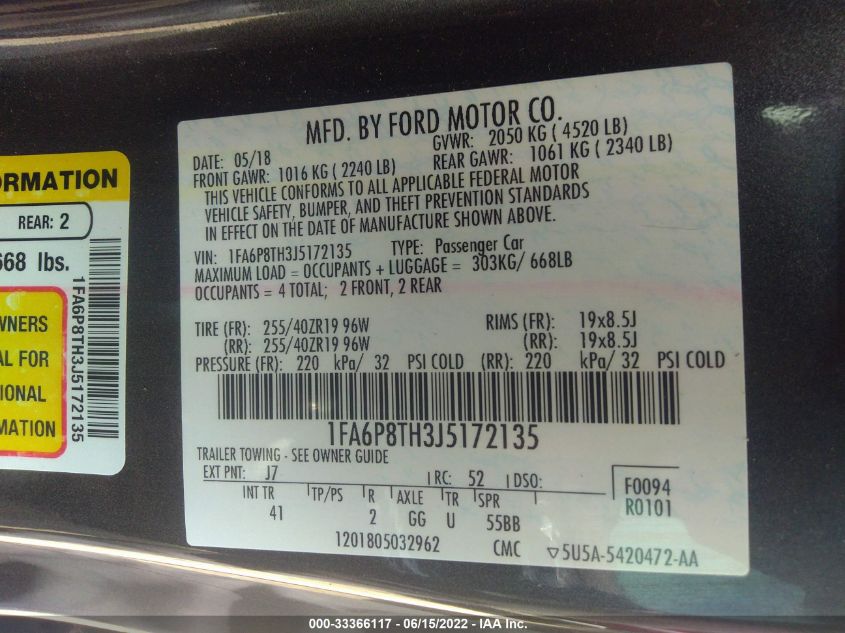 ORMATION
REAR: 2
668 lbs.
WNERS
AL FOR
IONAL
MATION
1FA6P8TH3J5172135
MFD. BY FORD MOTOR CO.
DATE: 05/18 GVWR: 2050 KG ( 4520 LB)
FRONT GAWR: 1016 KG ( 2240 LB) REAR GAWR: 1061 KG ( 2340 LB)
THIS VEHICLE CONFORMS TO ALL APPLICABLE FEDERAL MOTOR
VEHICLE SAFETY, BUMPER, AND THEFT PREVENTION STANDARDS
IN EFFECT ON THE DATE OF MANUFACTURE SHOWN ABOVE.
VIN: 1FA6P8TH3J5172135 TYPE: Passenger Car
MAXIMUM LOAD = OCCUPANTS + LUGGAGE = 303KG/ 668LB
OCCUPANTS = 4 TOTAL; 2 FRONT, 2 REAR
TIRE (FR): 255/40ZR19 96W RIMS (FR): 19x8.5J
(RR): 255/40ZR19 96W (RR): 19x8.5J
PRESSURE (FR): 220 kPa/ 32 PSI COLD (RR): 220 kPa/ 32 PSI COLD
1FA6P8TH3J5172135
TRAILER TOWING - SEE OWNER GUIDE
EXT PNT: J7 RC: 52 DSO: F0094
INT TR TP/PS R AXLE TR SPR R0101
41 2 GG U 55BB
1201805032962 CMC ▽5U5A-5420472-AA
000-33366117 - 06/15/2022 - IAA Inc.